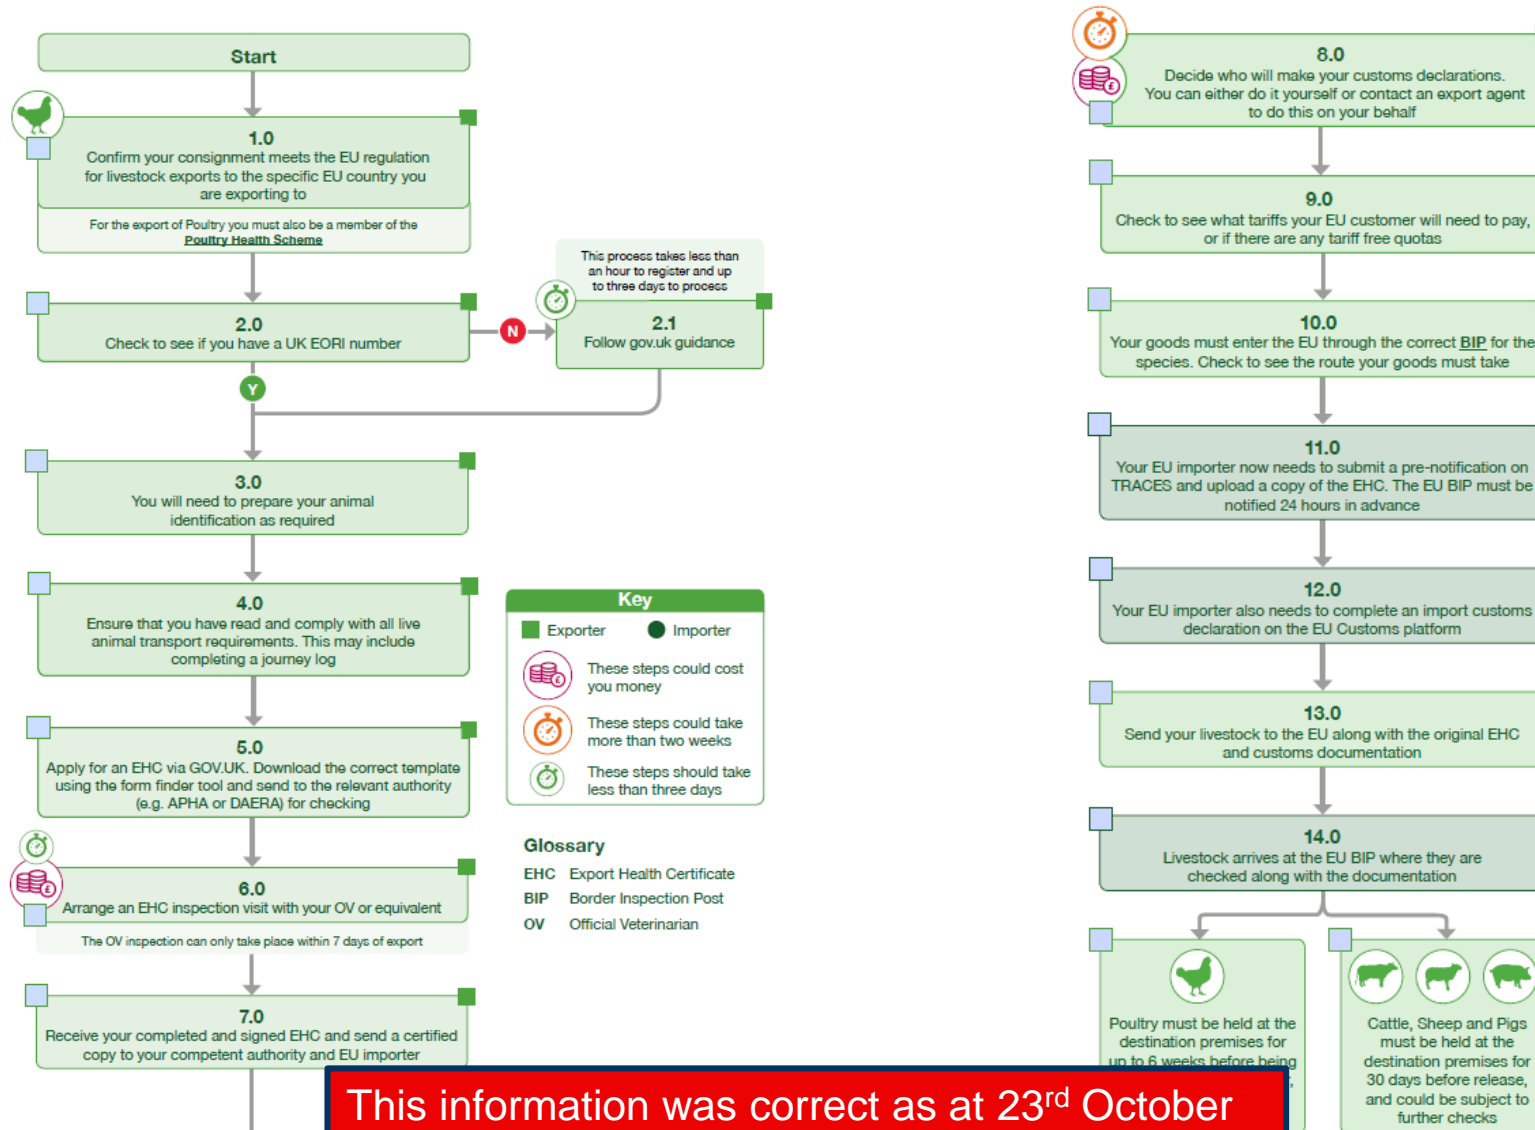 Start
1.0
Confirm your consignment meets the EU regulation
for livestock exports to the specific EU country you
are exporting to
For the export of Poultry you must also be a member of the
Poultry Health Scheme
2.0
Check to see if you have a UK EORI number
N
Y
This process takes less than
an hour to register and up
to three days to process
2.1
Follow gov.uk guidance
3.0
You will need to prepare your animal
identification as required
4.0
Ensure that you have read and comply with all live
animal transport requirements. This may include
completing a journey log
5.0
Apply for an EHC via GOV.UK. Download the correct template
using the form finder tool and send to the relevant authority
(e.g. APHA or DAERA) for checking
6.0
Arrange an EHC inspection visit with your OV or equivalent
The OV inspection can only take place within 7 days of export
7.0
Receive your completed and signed EHC and send a certified
copy to your competent authority and EU importer
Key
Exporter
Importer
These steps could cost
you money
These steps could take
more than two weeks
These steps should take
less than three days
Glossary
EHC Export Health Certificate
BIP Border Inspection Post
OV Official Veterinarian
8.0
Decide who will make your customs declarations.
You can either do it yourself or contact an export agent
to do this on your behalf
9.0
Check to see what tariffs your EU customer will need to pay,
or if there are any tariff free quotas
10.0
Your goods must enter the EU through the correct BIP for the
species. Check to see the route your goods must take
11.0
Your EU importer now needs to submit a pre-notification on
TRACES and upload a copy of the EHC. The EU BIP must be
notified 24 hours in advance
12.0
Your EU importer also needs to complete an import customs
declaration on the EU Customs platform
13.0
Send your livestock to the EU along with the original EHC
and customs documentation
14.0
Livestock arrives at the EU BIP where they are
checked along with the documentation
Poultry must be held at the
destination premises for
up to 6 weeks before being
Cattle, Sheep and Pigs
must be held at the
destination premises for
30 days before release,
and could be subject to
further checks
This information was correct as at 23rd October